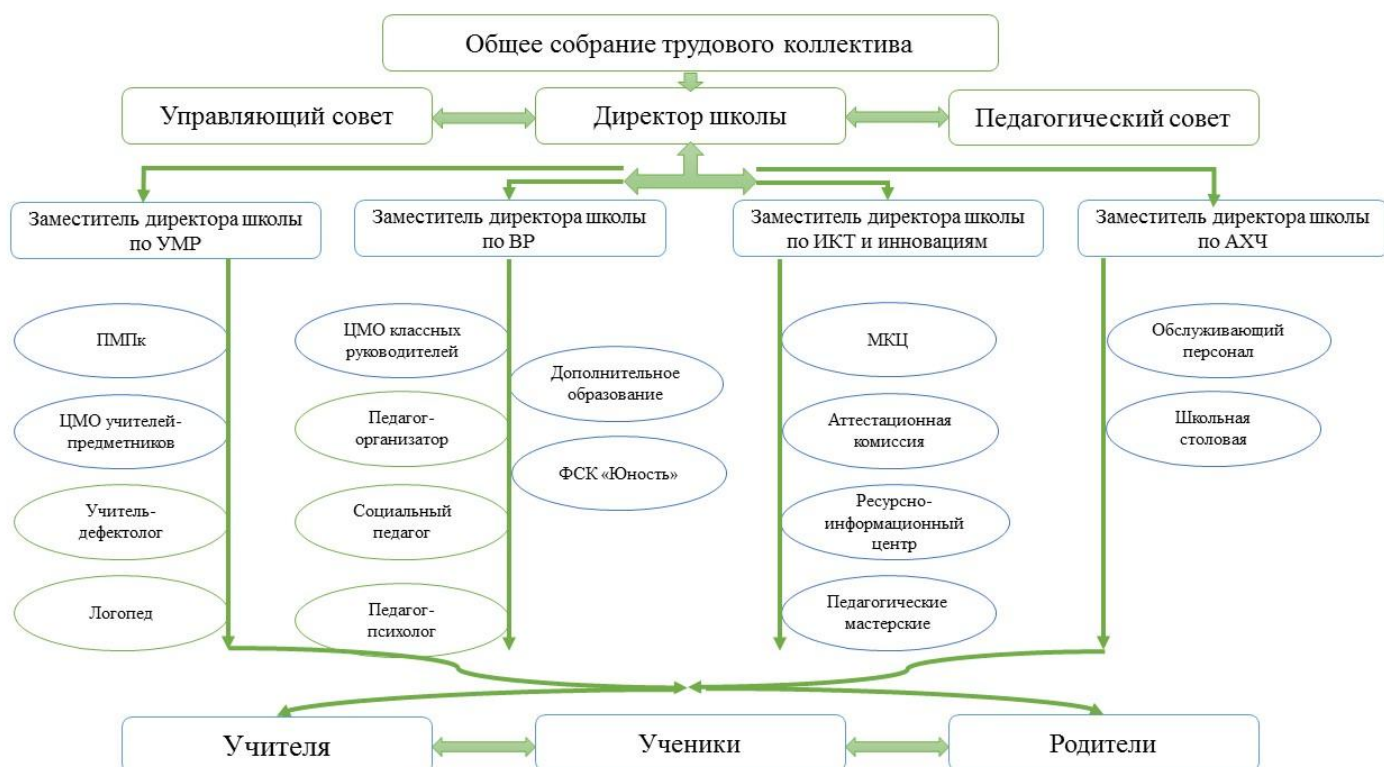 Общее собрание трудового коллектива
Управляющий совет
Директор школы
Педагогический совет
Заместитель директора школы
по УМР
Заместитель директора школы
по ВР
Заместитель директора школы
по ИКТ и инновациям
Заместитель директора школы
по АХЧ
ПМПк
ЦМО учителей-
предметников
Учитель-
дефектолог
Логопед
ЦМО классных
руководителей
Педагог-
организатор
Социальный
педагог
Педагог-
психолог
Дополнительное
образование
ФСК «Юность»
МКЦ
Аттестационная
комиссия
Ресурсно-
информационный
центр
Педагогические
мастерские
Обслуживающий
персонал
Школьная
столовая
Учителя
Ученики
Родители